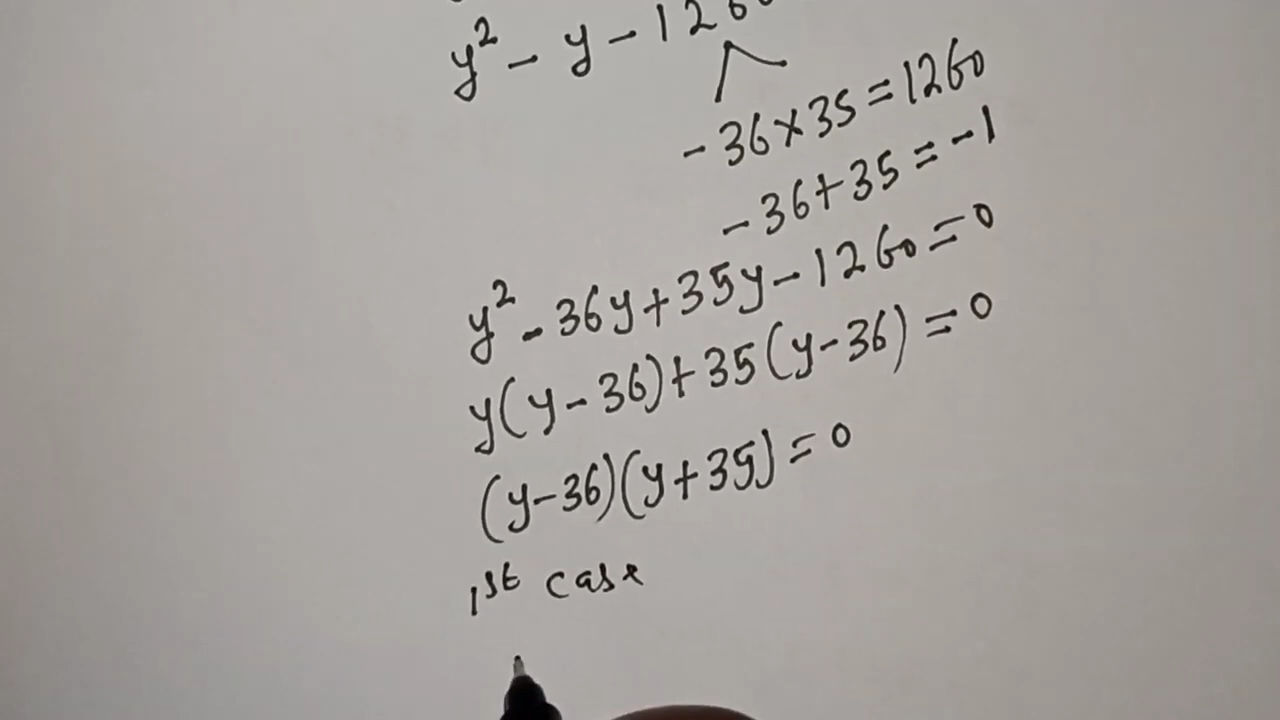 y² - y - 126
- 36 × 35 = 1260
- 36 + 35 = -1
y² - 36y + 35y - 1260 = 0
y(y - 36) + 35(y - 36) = 0
(y - 36)(y + 35) = 0
1st case